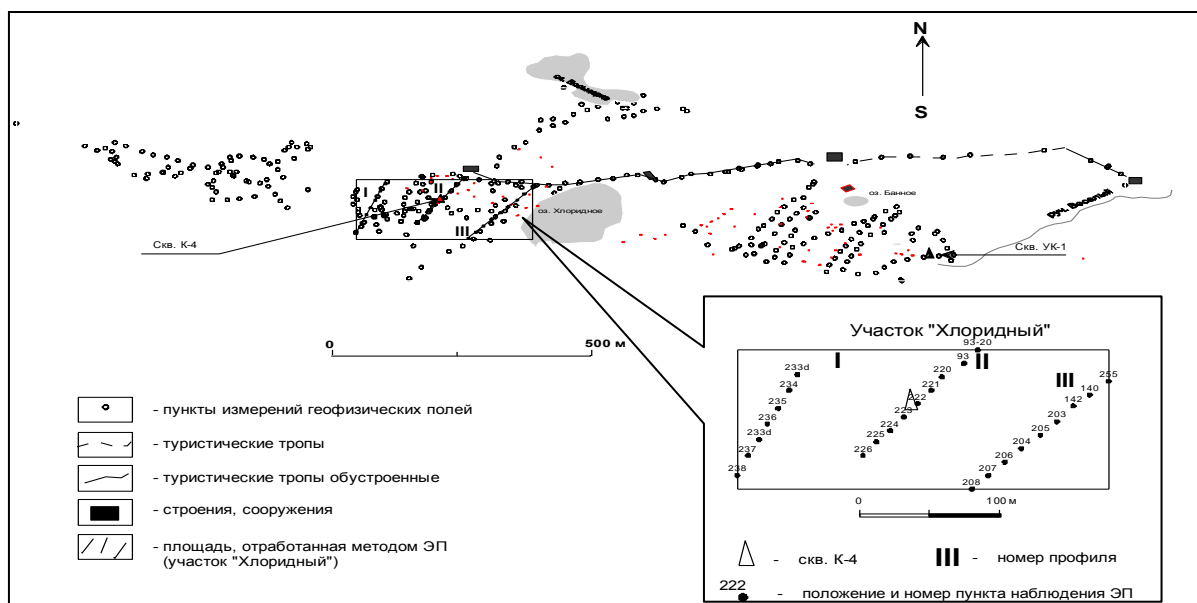 N
S
I
II
III
оз. Хлоридное
оз. Банное
Скв. К-4
Скв. УК-1
0
500 м
- пункты измерений геофизических полей
- туристические тропы
- туристические тропы обустроенные
- строения, сооружения
- площадь, отработанная методом ЭП
(участок "Хлоридный")
Участок "Хлоридный"
I
II
III
233d
234
235
236
233d
237
238
93-20
93
220
221
222
223
224
225
226
255
140
142
203
205
204
206
207
208
0
100 м
- скв. К-4
III - номер профиля
222 - положение и номер пункта наблюдения ЭП